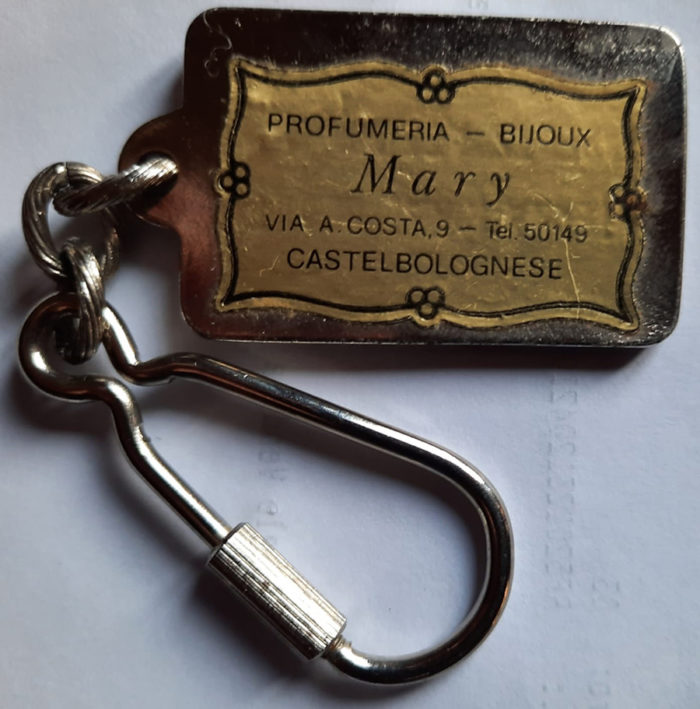 PROFUMERIA – BIJOUX
Mary
VIA A. COSTA, 9 – Tel. 50149
CASTELBOLOGNESE